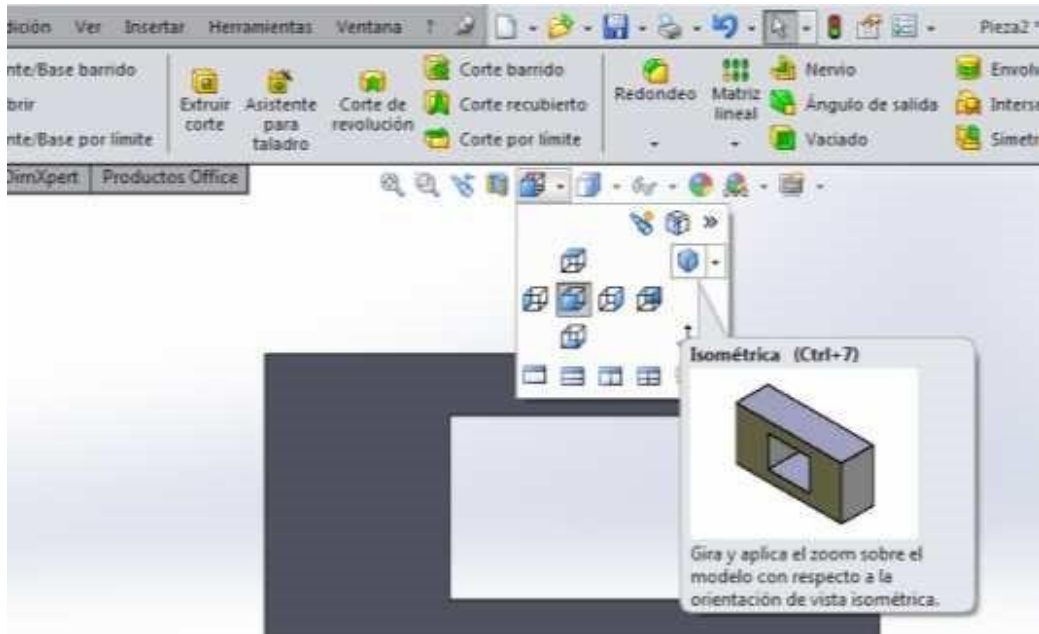 dición Ver Insertar Herramientas Ventana ? Pieza2 *
nte/Base barrido
brir
nte/Base por límite
Extruir corte
Asistente para taladro
Corte de revolución
Corte barrido
Corte recubierto
Corte por límite
Redondeo
Matriz lineal
Nervio
Ángulo de salida
Vaciado
Envolv
Interse
Simetr
DimXpert Productos Office
Isométrica (Ctrl+7)
Gira y aplica el zoom sobre el
modelo con respecto a la
orientación de vista isométrica.